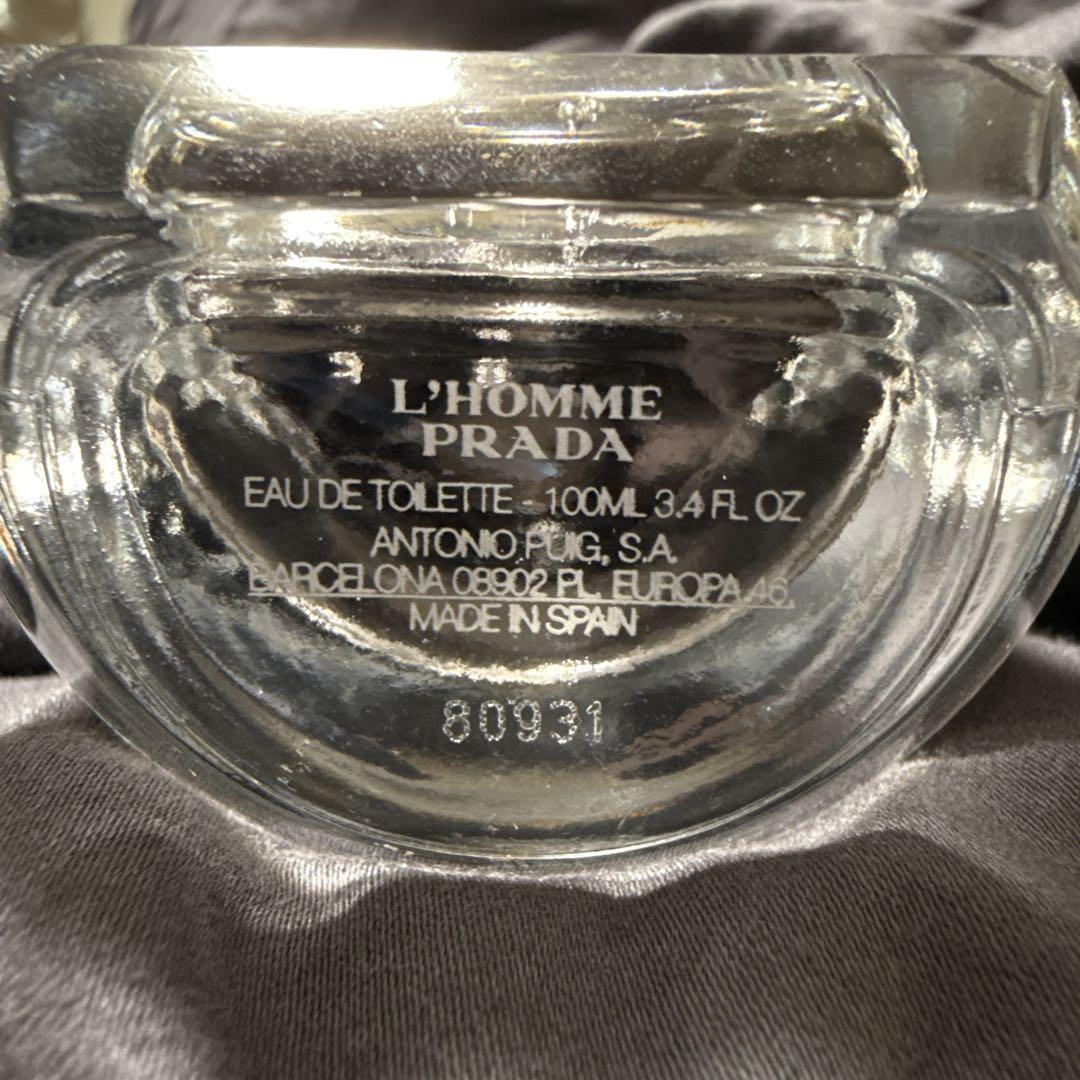 L'HOMME
PRADA
EAU DE TOILETTE - 100ML 3.4 FL OZ
ANTONIO PUIG, S.A.
BARCELONA 08902 PL. EUROPA 46.
MADE IN SPAIN
80931